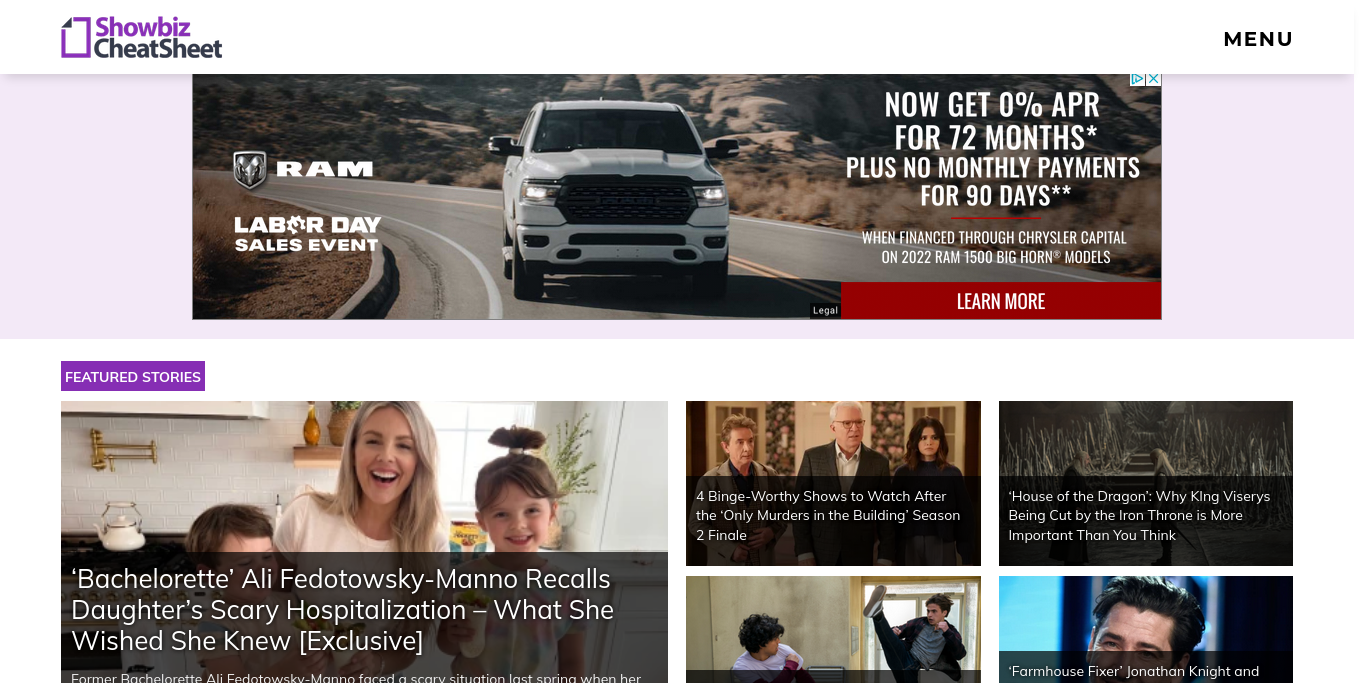 Showbiz
CheatSheet
MENU
RAM
LABOR DAY
SALES EVENT
NOW GET 0% APR
FOR 72 MONTHS*
PLUS NO MONTHLY PAYMENTS
FOR 90 DAYS**
WHEN FINANCED THROUGH CHRYSLER CAPITAL
ON 2022 RAM 1500 BIG HORN® MODELS
Legal
LEARN MORE
FEATURED STORIES
‘Bachelorette’ Ali Fedotowsky-Manno Recalls
Daughter’s Scary Hospitalization – What She
Wished She Knew [Exclusive]
Former Bachelorette Ali Fedotowsky-Manno faced a scary situation last spring when her
4 Binge-Worthy Shows to Watch After
the ‘Only Murders in the Building’ Season
2 Finale
‘House of the Dragon’: Why KIng Viserys
Being Cut by the Iron Throne is More
Important Than You Think
‘Farmhouse Fixer’ Jonathan Knight and